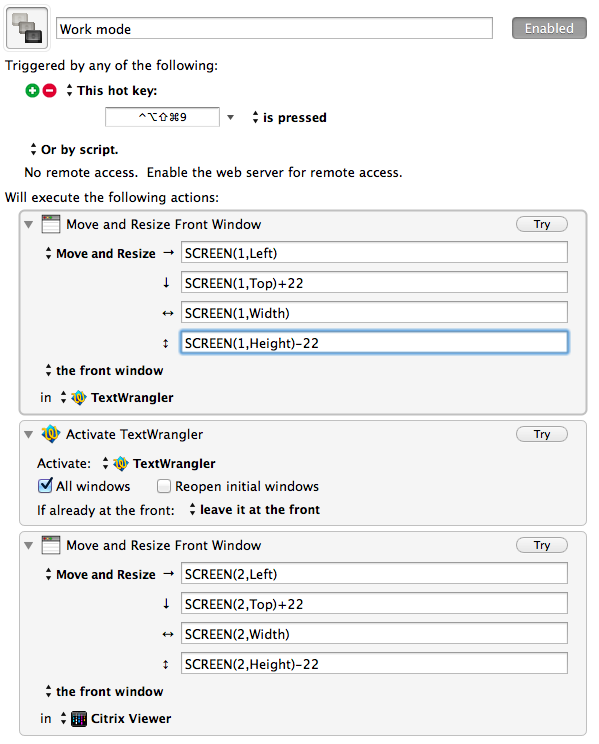 Work mode Enabled
Triggered by any of the following:
This hot key:
^⌥⇧⌘9 is pressed
Or by script.
No remote access. Enable the web server for remote access.
Will execute the following actions:
Move and Resize Front Window Try
Move and Resize → SCREEN(1,Left)
↓ SCREEN(1,Top)+22
↔ SCREEN(1,Width)
↕ SCREEN(1,Height)-22
the front window
in TextWrangler
Activate TextWrangler Try
Activate: TextWrangler
All windows Reopen initial windows
If already at the front: leave it at the front
Move and Resize Front Window Try
Move and Resize → SCREEN(2,Left)
↓ SCREEN(2,Top)+22
↔ SCREEN(2,Width)
↕ SCREEN(2,Height)-22
the front window
in Citrix Viewer